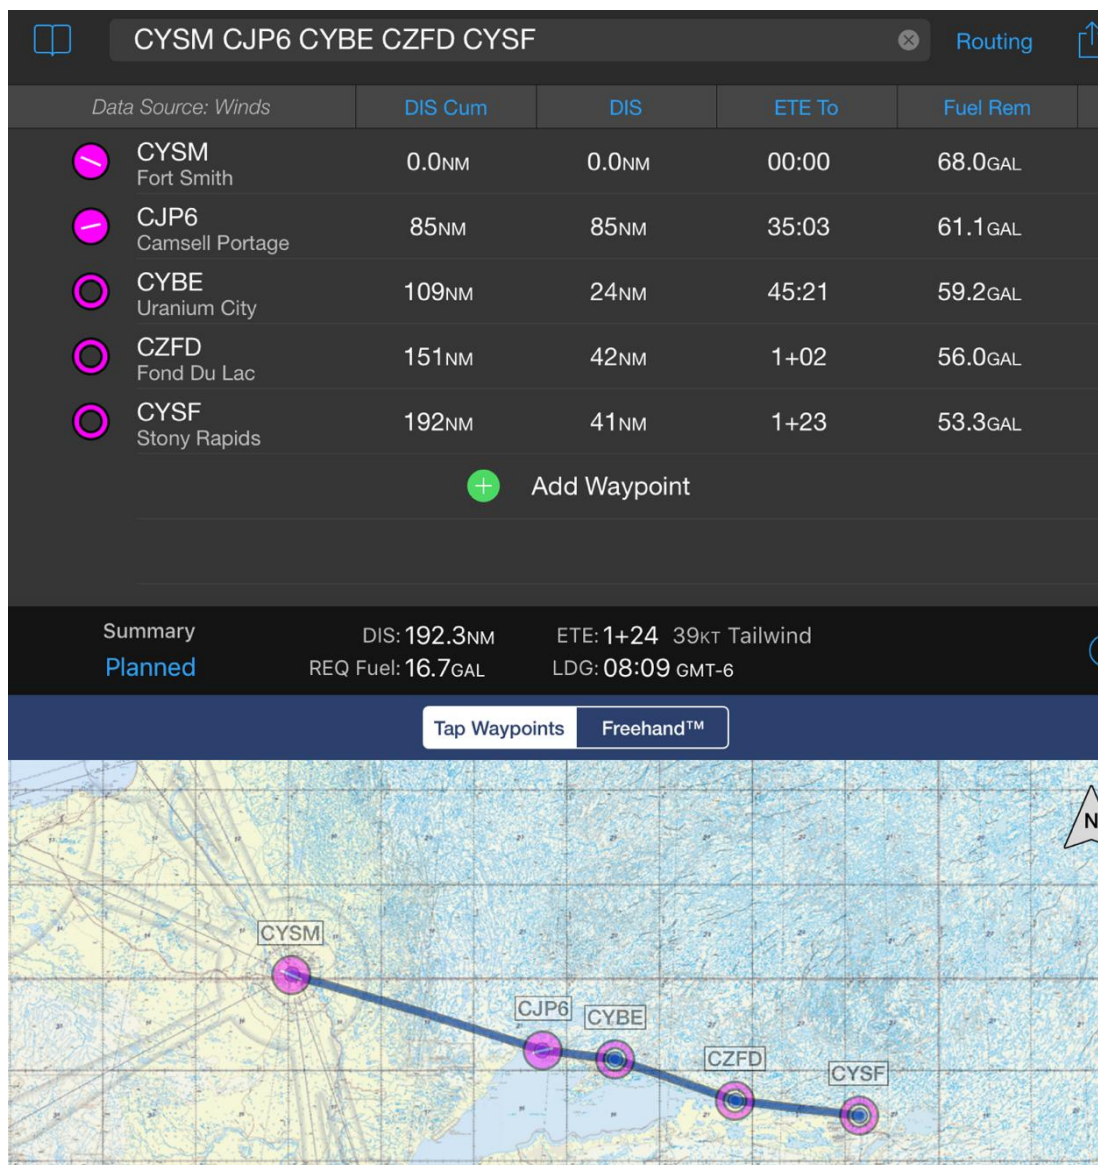 CYSM CJP6 CYBE CZFD CYSF Routing
Data Source: Winds DIS Cum DIS ETE To Fuel Rem
CYSM 0.0NM 0.0NM 00:00 68.0GAL
Fort Smith
CJP6 85NM 85NM 35:03 61.1GAL
Camsell Portage
CYBE 109NM 24NM 45:21 59.2GAL
Uranium City
CZFD 151NM 42NM 1+02 56.0GAL
Fond Du Lac
CYSF 192NM 41NM 1+23 53.3GAL
Stony Rapids
Add Waypoint
Summary DIS: 192.3NM ETE: 1+24 39KT Tailwind
Planned REQ Fuel: 16.7GAL LDG: 08:09 GMT-6
Tap Waypoints Freehand™
N
CYSM
CJP6
CYBE
CZFD
CYSF